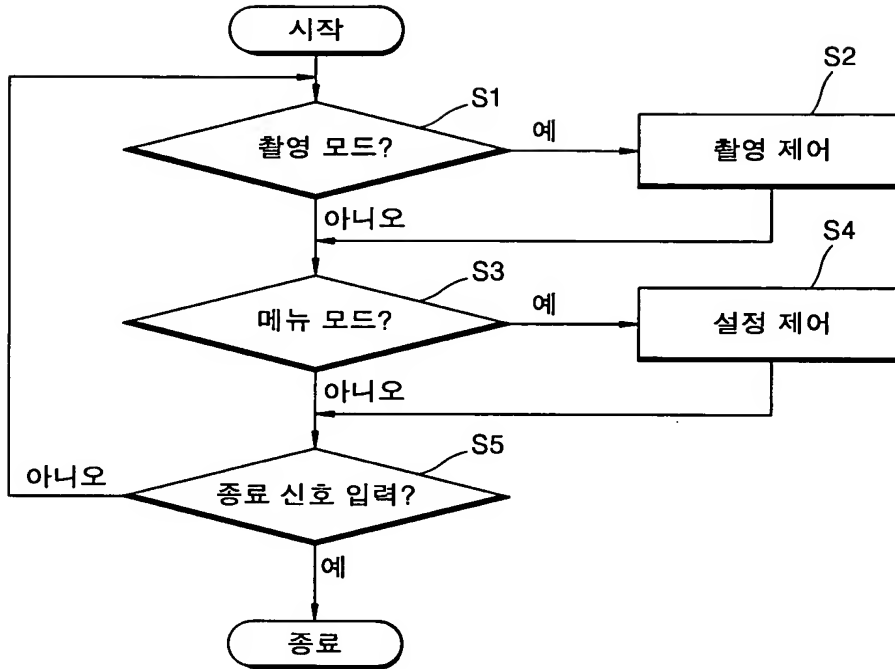 시작
S1
S2
촬영 모드?
예
촬영 제어
아니오
S3
S4
메뉴 모드?
예
설정 제어
아니오
S5
아니오
종료 신호 입력?
예
종료